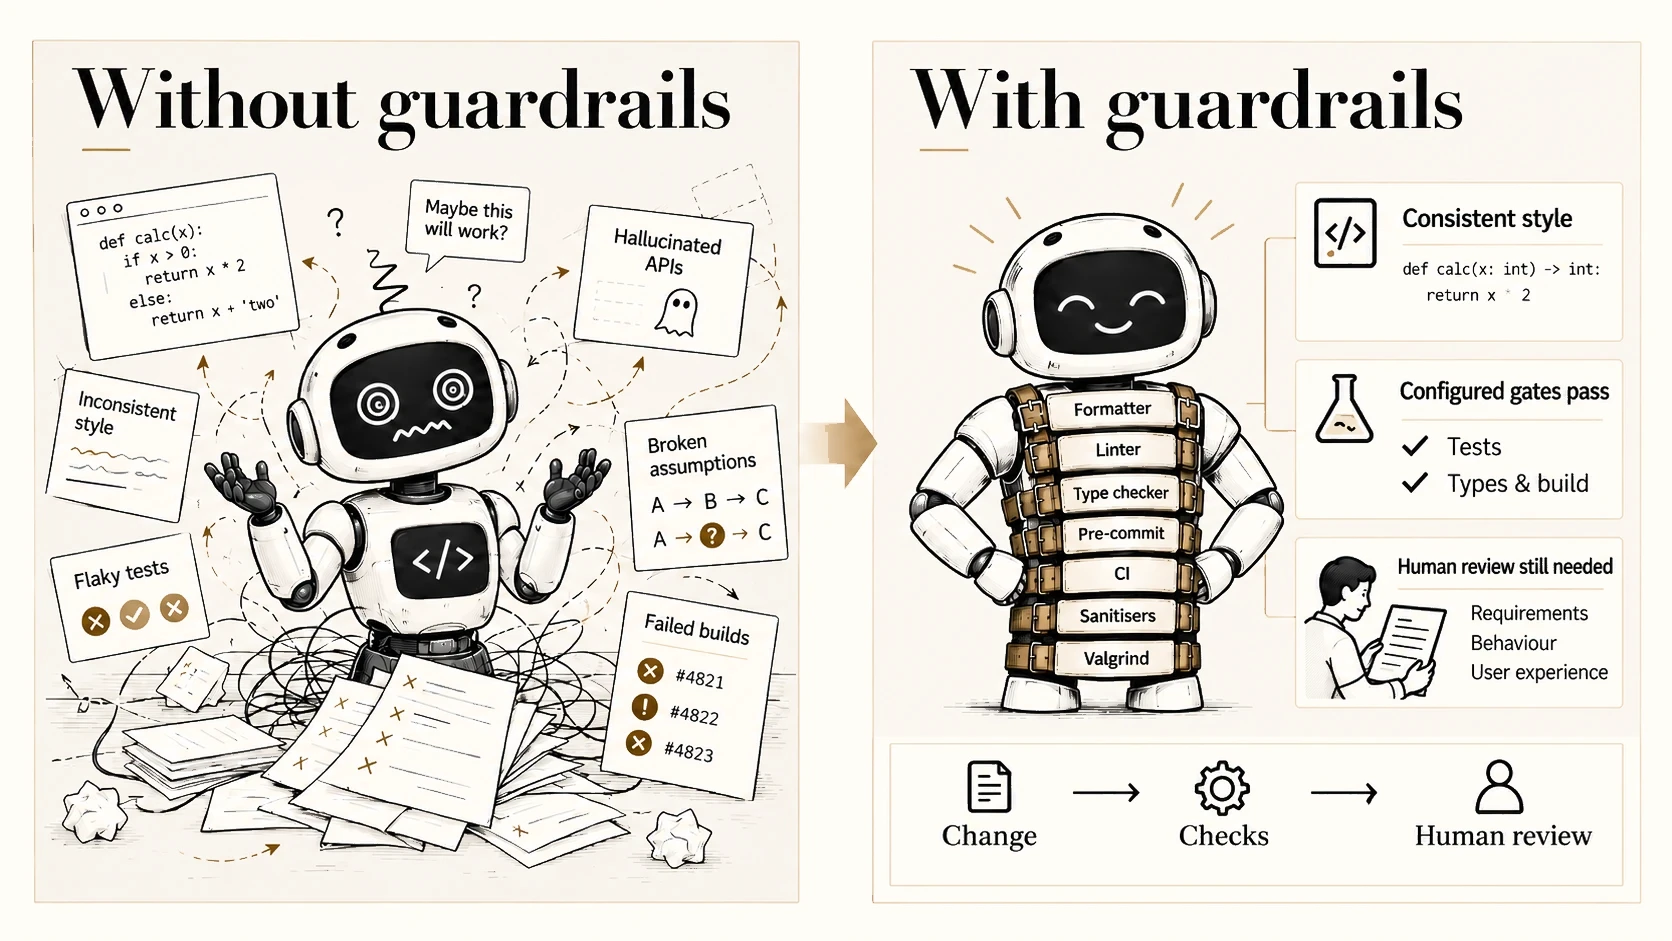 Without guardrails
def calc(x):
if x > 0:
return x * 2
else:
return x + 'two'
?
Maybe this
will work?
?
Hallucinated
APIs
Inconsistent
style
</>
Broken
assumptions
A → B → C
A → ? → C
Flaky tests
Failed builds
#4821
! #4822
#4823
With guardrails
Formatter
Linter
Type checker
Pre-commit
CI
Sanitisers
Valgrind
</>
Consistent style
def calc(x: int) -> int:
return x * 2
Configured gates pass
Tests
Types & build
Human review still needed
Requirements
Behaviour
User experience
Change → Checks → Human review